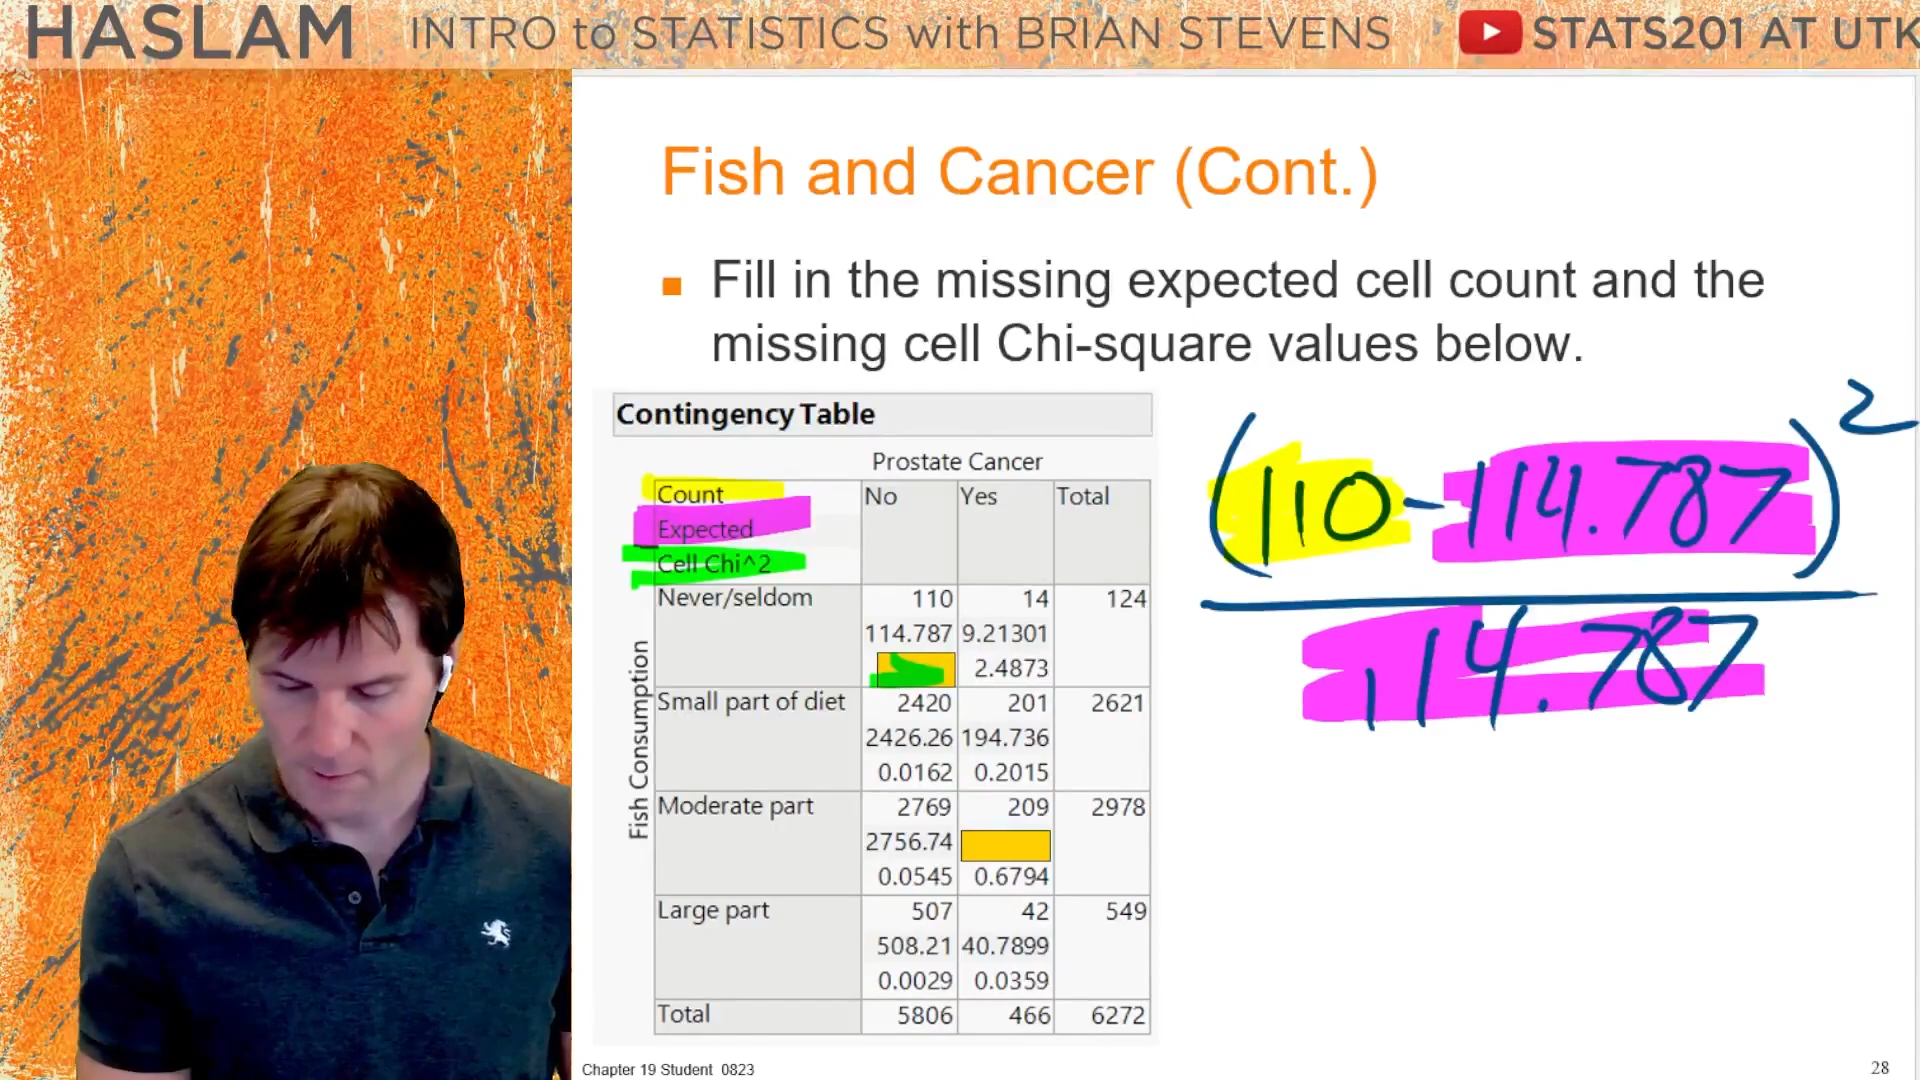 HASLAM INTRO to STATISTICS with BRIAN STEVENS STATS201 AT UTK
Fish and Cancer (Cont.)
Fill in the missing expected cell count and the
missing cell Chi-square values below.
Contingency Table
Prostate Cancer
Count No Yes Total
Expected
Cell Chi^2
Fish Consumption
Never/seldom 110 14 124
114.787 9.21301
2.4873
Small part of diet 2420 201 2621
2426.26 194.736
0.0162 0.2015
Moderate part 2769 209 2978
2756.74
0.0545 0.6794
Large part 507 42 549
508.21 40.7899
0.0029 0.0359
Total 5806 466 6272
(110-114.787)2
114.787
Chapter 19 Student 0823
28